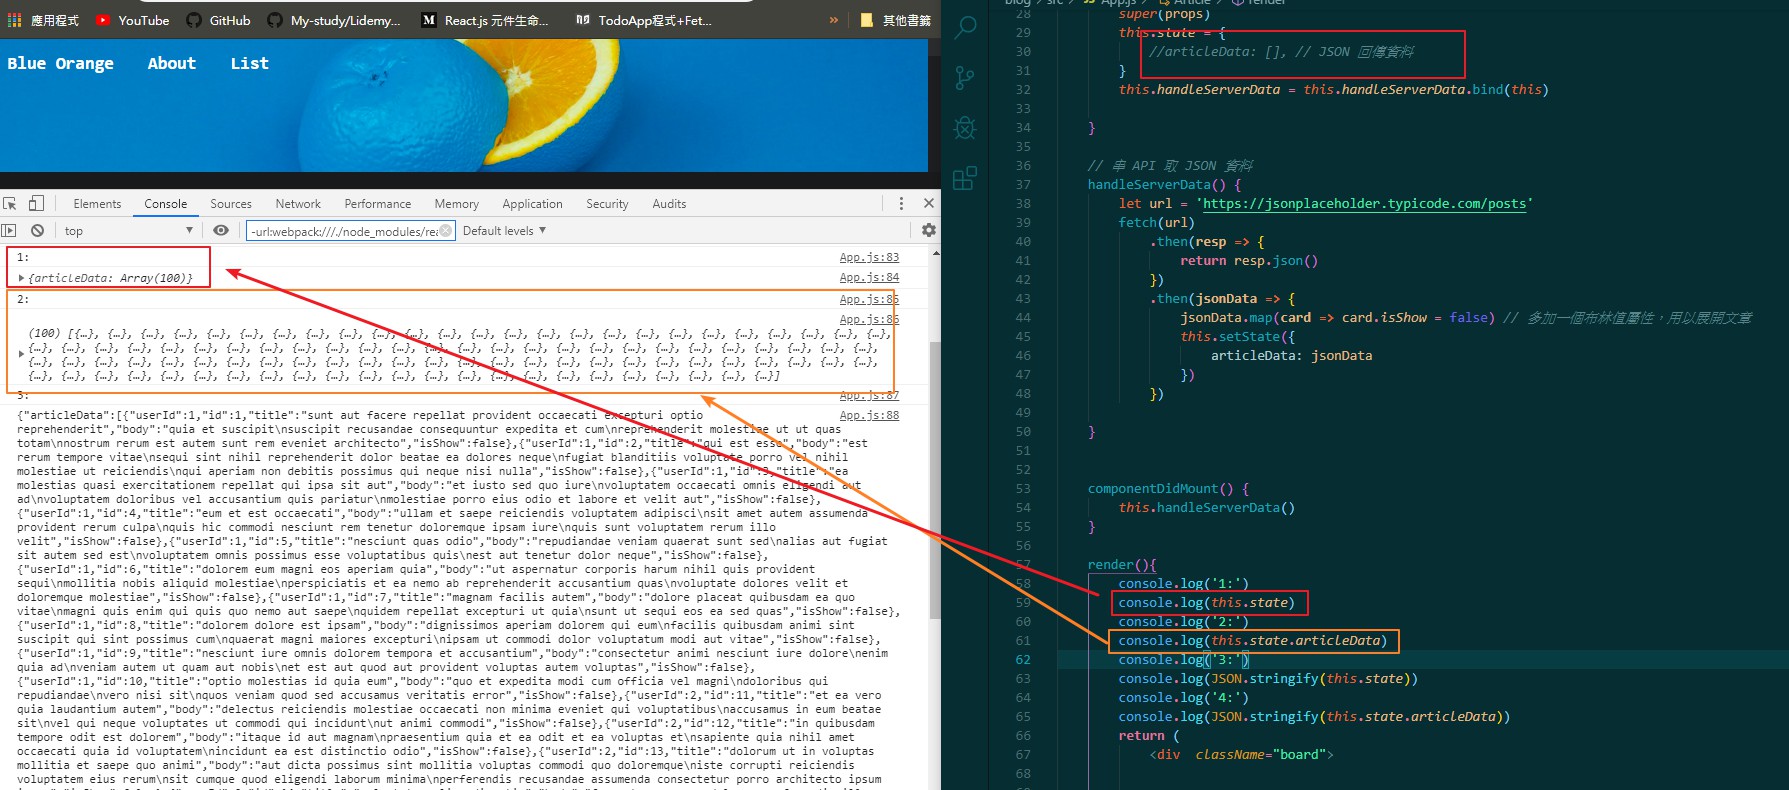 應用程式 YouTube GitHub My-study/Lidemy... React.js 元件生命... TodoApp程式+Fet... » 其他書籤
Blue Orange About List
Elements Console Sources Network Performance Memory Application Security Audits
top -url:webpack:///./node_modules/rea Default levels
1: App.js:83
{articleData: Array(100)} App.js:84
2: App.js:85
App.js:86
(100) [{…}, {…}, {…}, {…}, {…}, {…}, {…}, {…}, {…}, {…}, {…}, {…}, {…}, {…}, {…}, {…}, {…}, {…}, {…}, {…}, {…}, {…}, {…}, {…}, {…},
{…}, {…}, {…}, {…}, {…}, {…}, {…}, {…}, {…}, {…}, {…}, {…}, {…}, {…}, {…}, {…}, {…}, {…}, {…}, {…}, {…}, {…}, {…}, {…}, {…}, {…},
{…}, {…}, {…}, {…}, {…}, {…}, {…}, {…}, {…}, {…}, {…}, {…}, {…}, {…}, {…}, {…}, {…}, {…}, {…}, {…}, {…}, {…}, {…}, {…}, {…}, {…},
{…}, {…}, {…}, {…}, {…}, {…}, {…}, {…}, {…}, {…}, {…}, {…}, {…}, {…}, {…}, {…}, {…}, {…}, {…}, {…}, {…}, {…}, {…}]
3: App.js:87
{"articleData":[{"userId":1,"id":1,"title":"sunt aut facere repellat provident occaecati excepturi optio App.js:88
reprehenderit","body":"quia et suscipit\nsuscipit recusandae consequuntur expedita et cum\nreprehenderit molestiae ut ut quas
totam\nnostrum rerum est autem sunt rem eveniet architecto","isShow":false},{"userId":1,"id":2,"title":"qui est esse","body":"est
rerum tempore vitae\nsequi sint nihil reprehenderit dolor beatae ea dolores neque\nfugiat blanditiis voluptate porro vel nihil
molestiae ut reiciendis\nqui aperiam non debitis possimus qui neque nisi nulla","isShow":false},{"userId":1,"id":3,"title":"ea
molestias quasi exercitationem repellat qui ipsa sit aut","body":"et iusto sed quo iure\nvoluptatem occaecati omnis eligendi aut
ad\nvoluptatem doloribus vel accusantium quis pariatur\nmolestiae porro eius odio et labore et velit aut","isShow":false},
{"userId":1,"id":4,"title":"eum et est occaecati","body":"ullam et saepe reiciendis voluptatem adipisci\nsit amet autem assumenda
provident rerum culpa\nquis hic commodi nesciunt rem tenetur doloremque ipsam iure\nquis sunt voluptatem rerum illo
velit","isShow":false},{"userId":1,"id":5,"title":"nesciunt quas odio","body":"repudiandae veniam quaerat sunt sed\nalias aut fugiat
sit autem sed est\nvoluptatem omnis possimus esse voluptatibus quis\nest aut tenetur dolor neque","isShow":false},
{"userId":1,"id":6,"title":"dolorem eum magni eos aperiam quia","body":"ut aspernatur corporis harum nihil quis provident
sequi\nmollitia nobis aliquid molestiae\nperspiciatis et ea nemo ab reprehenderit accusantium quas\nvoluptate dolores velit et
doloremque molestiae","isShow":false},{"userId":1,"id":7,"title":"magnam facilis autem","body":"dolore placeat quibusdam ea quo
vitae\nmagni quis enim qui quis quo nemo aut saepe\nquidem repellat excepturi ut quia\nsunt ut sequi eos ea sed quas","isShow":false},
{"userId":1,"id":8,"title":"dolorem dolore est ipsam","body":"dignissimos aperiam dolorem qui eum\nfacilis quibusdam animi sint
suscipit qui sint possimus cum\nquaerat magni maiores excepturi\nipsam ut commodi dolor voluptatum modi aut vitae","isShow":false},
{"userId":1,"id":9,"title":"nesciunt iure omnis dolorem tempora et accusantium","body":"consectetur animi nesciunt iure dolore\nenim
quia ad\nveniam autem ut quam aut nobis\net est aut quod aut provident voluptas autem voluptas","isShow":false},
{"userId":1,"id":10,"title":"optio molestias id quia eum","body":"quo et expedita modi cum officia vel magni\ndoloribus qui
repudiandae\nvero nisi sit\nquos veniam quod sed accusamus veritatis error","isShow":false},{"userId":2,"id":11,"title":"et ea vero
quia laudantium autem","body":"delectus reiciendis molestiae occaecati non minima eveniet qui voluptatibus\naccusamus in eum beatae
sit\nvel qui neque voluptates ut commodi qui incidunt\nut animi commodi","isShow":false},{"userId":2,"id":12,"title":"in quibusdam
tempore odit est dolorem","body":"itaque id aut magnam\npraesentium quia et ea odit et ea voluptas et\nsapiente quia nihil amet
occaecati quia id voluptatem\nincidunt ea est distinctio odio","isShow":false},{"userId":2,"id":13,"title":"dolorum ut in voluptas
mollitia et saepe quo animi","body":"aut dicta possimus sint mollitia voluptas commodi quo doloremque\niste corrupti reiciendis
voluptatem eius rerum\nsit cumque quod eligendi laborum minima\nperferendis recusandae assumenda consectetur porro architecto ipsum
blog / src / App.js / Article / render
28 super(props)
29 this.state = {
30 //articleData: [], // JSON 回傳資料
31 }
32 this.handleServerData = this.handleServerData.bind(this)
33
34 }
35
36 // 串 API 取 JSON 資料
37 handleServerData() {
38 let url = 'https://jsonplaceholder.typicode.com/posts'
39 fetch(url)
40 .then(resp => {
41 return resp.json()
42 })
43 .then(jsonData => {
44 jsonData.map(card => card.isShow = false) // 多加一個布林值屬性，用以展開文章
45 this.setState({
46 articleData: jsonData
47 })
48 })
49
50 }
51
52
53 componentDidMount() {
54 this.handleServerData()
55 }
56
57 render(){
58 console.log('1:')
59 console.log(this.state)
60 console.log('2:')
61 console.log(this.state.articleData)
62 console.log('3:')
63 console.log(JSON.stringify(this.state))
64 console.log('4:')
65 console.log(JSON.stringify(this.state.articleData))
66 return (
67 <div className="board">
68